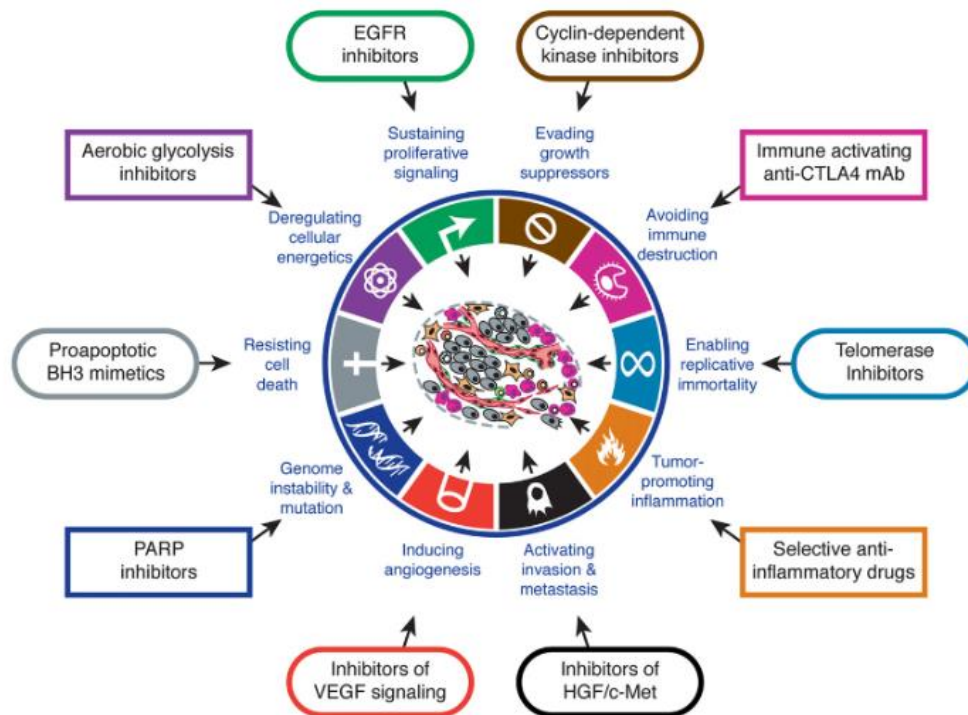 EGFR
inhibitors
Cyclin-dependent
kinase inhibitors
Sustaining
proliferative
signaling
Evading
growth
suppressors
Aerobic glycolysis
inhibitors
Immune activating
anti-CTLA4 mAb
Deregulating
cellular
energetics
Avoiding
immune
destruction
Proapoptotic
BH3 mimetics
Resisting
cell
death
Enabling
replicative
immortality
Telomerase
Inhibitors
Genome
instability &
mutation
Tumor-
promoting
inflammation
PARP
inhibitors
Inducing
angiogenesis
Activating
invasion &
metastasis
Selective anti-
inflammatory drugs
Inhibitors of
VEGF signaling
Inhibitors of
HGF/c-Met